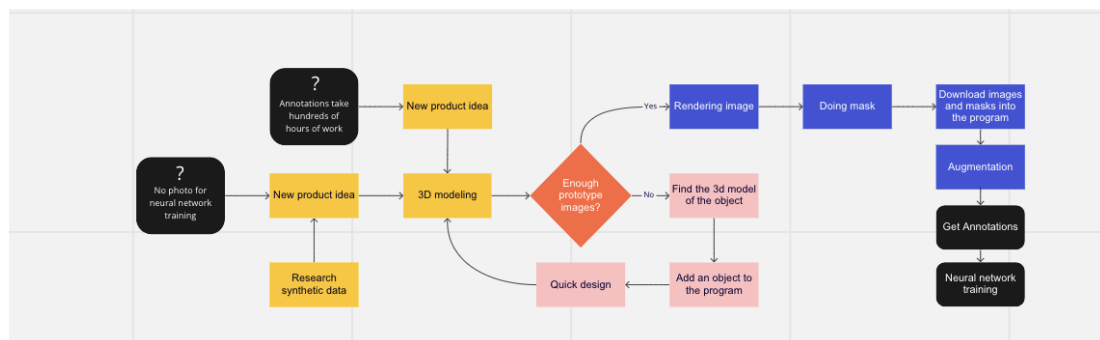 ?
Annotations take
hundreds of
hours of work
New product idea
Yes
Rendering image
Doing mask
Download images
and masks into
the program
?
No photo for
neural network
training
New product idea
3D modeling
Enough
prototype
images?
No
Find the 3d model
of the object
Augmentation
Get Annotations
Research
synthetic data
Quick design
Add an object to
the program
Neural network
training